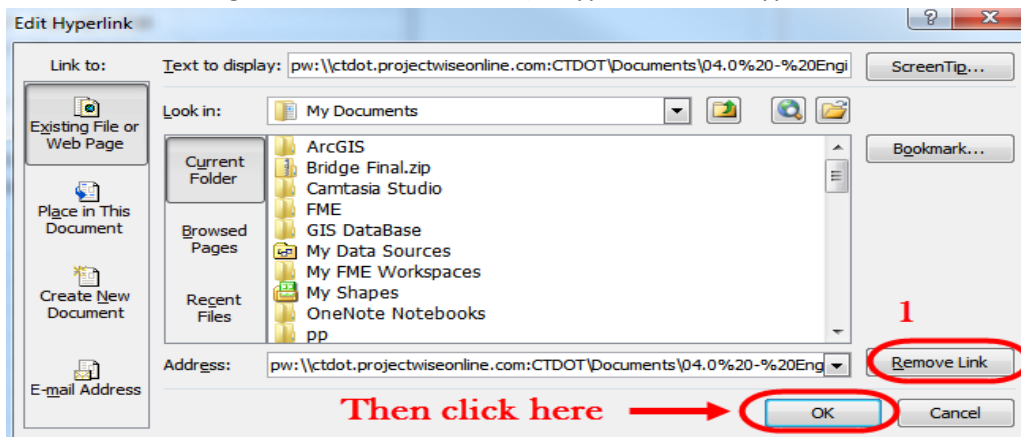 Edit Hyperlink
?
X
Link to:
Text to display:
pw:\\ctdot.projectwiseonline.com:CTDOT\Documents\04.0%20-%20Engi
ScreenTip...
Existing File or
Web Page
Look in:
My Documents
Current
Folder
ArcGIS
Bridge Final.zip
Camtasia Studio
FME
GIS DataBase
My Data Sources
My FME Workspaces
My Shapes
OneNote Notebooks
pp
Bookmark...
Place in This
Document
Browsed
Pages
Create New
Document
Recent
Files
1
E-mail Address
Address:
pw:\\ctdot.projectwiseonline.com:CTDOT\Documents\04.0%20-%20Eng
Remove Link
Then click here
OK
Cancel